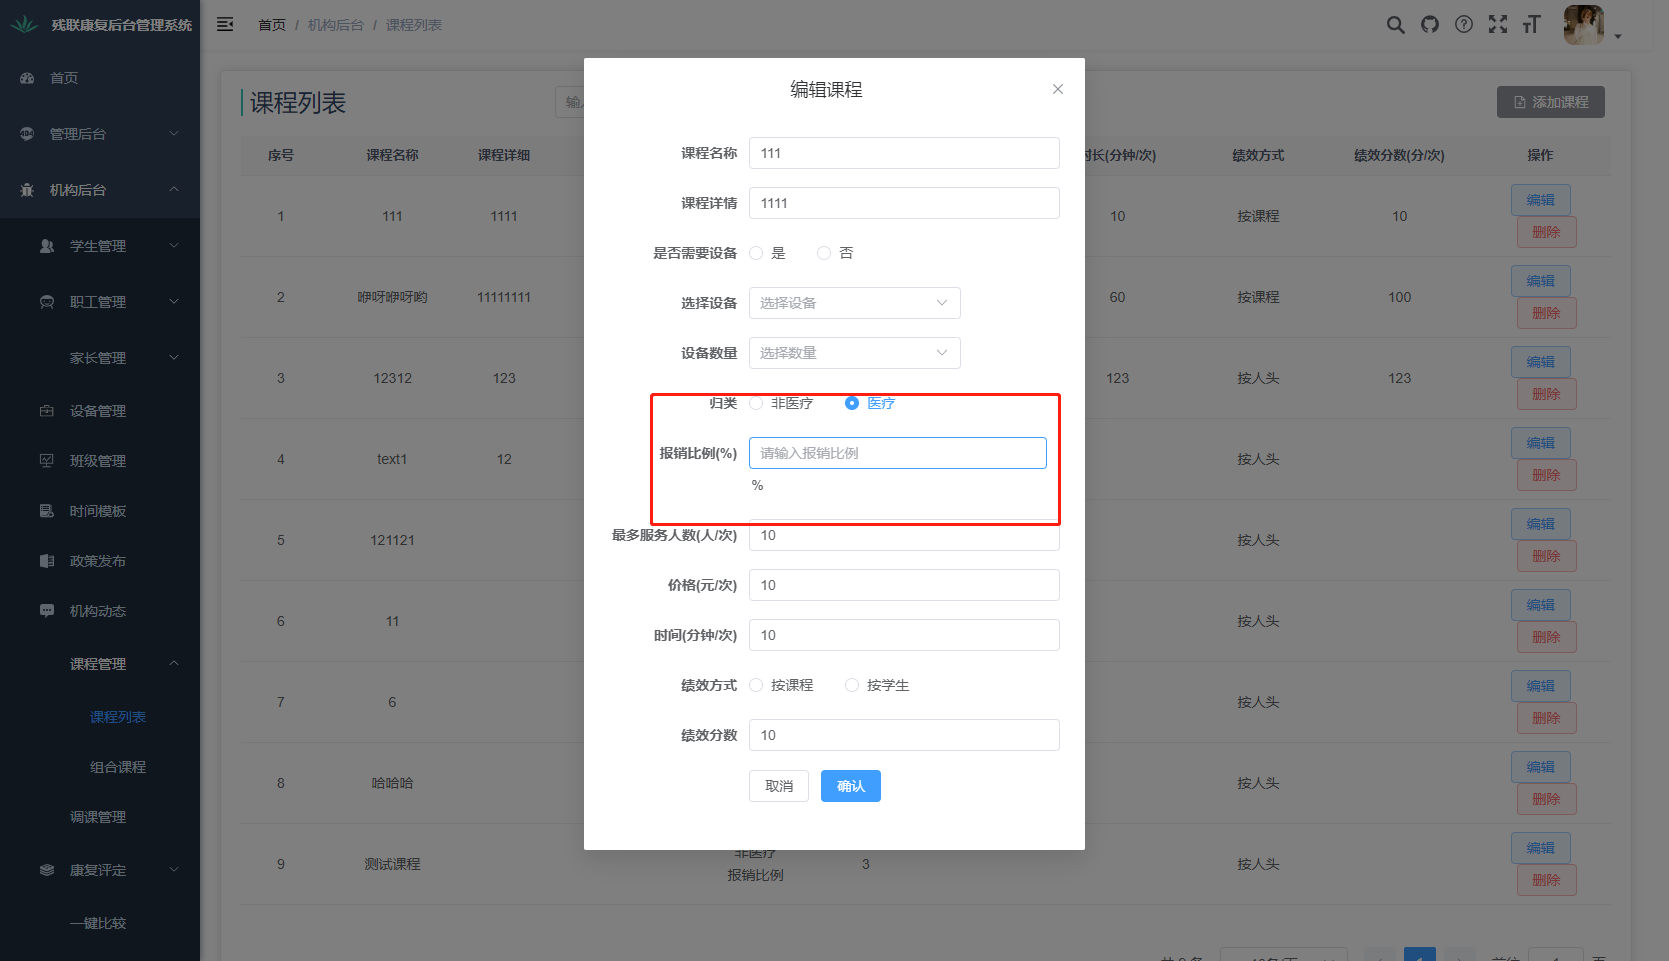 残联康复后台管理系统
首页 / 机构后台 / 课程列表
首页
管理后台
机构后台
学生管理
职工管理
家长管理
设备管理
班级管理
时间模板
政策发布
机构动态
课程管理
课程列表
组合课程
调课管理
康复评定
一键比较
课程列表
添加课程
序号 课程名称 课程详细 时长(分钟/次) 绩效方式 绩效分数(分/次) 操作
1 111 1111 10 按课程 10 编辑 删除
2 咿呀咿呀哟 11111111 60 按课程 100 编辑 删除
3 12312 123 123 按人头 123 编辑 删除
4 text1 12 按人头 编辑 删除
5 121121 按人头 编辑 删除
6 11 按人头 编辑 删除
7 6 按人头 编辑 删除
8 哈哈哈 按人头 编辑 删除
9 测试课程 非医疗 报销比例 3 按人头 编辑 删除
编辑课程
课程名称 111
课程详情 1111
是否需要设备 是 否
选择设备 选择设备
设备数量 选择数量
归类 非医疗 医疗
报销比例(%) 请输入报销比例
%
最多服务人数(人/次) 10
价格(元/次) 10
时间(分钟/次) 10
绩效方式 按课程 按学生
绩效分数 10
取消 确认